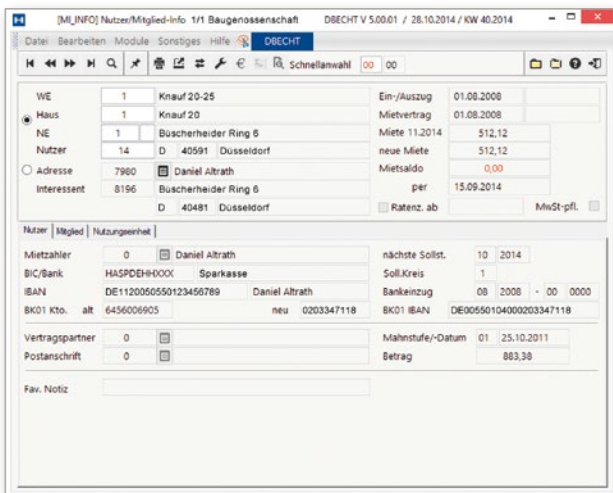 [MI_INFO] Nutzer/Mitglied-Info 1/1 Baugenossenschaft DBECHT V 5.00.01 / 28.10.2014 / KW 40.2014
Datei Bearbeiten Module Sonstiges Hilfe DBECHT
Schnellanwahl 00 00
WE 1 Knauf 20-25 Ein-/Auszug 01.08.2008
Haus 1 Knauf 20 Mietvertrag 01.08.2008
NE 1 Büscherheider Ring 6 Miete 11.2014 512,12
Nutzer 14 D 40591 Düsseldorf neue Miete 512,12
Adresse 7980 Daniel Altrath Mietsaldo 0,00
Interessent 8196 Büscherheider Ring 6 per 15.09.2014
D 40481 Düsseldorf Ratenz. ab MwSt-pfl.
Nutzer Mitglied Nutzungseinheit
Mietzahler 0 Daniel Altrath nächste Sollst. 10 2014
BIC/Bank HASPDEHHXXX Sparkasse Soll.Kreis 1
IBAN DE1120050550123456789 Daniel Altrath Bankeinzug 08 2008 - 00 0000
BK01 Kto. alt 6456006905 neu 0203347118 BK01 IBAN DE00550104000203347118
Vertragspartner 0 Mahnstufe/-Datum 01 25.10.2011
Postanschrift 0 Betrag 883,38
Fav. Notiz